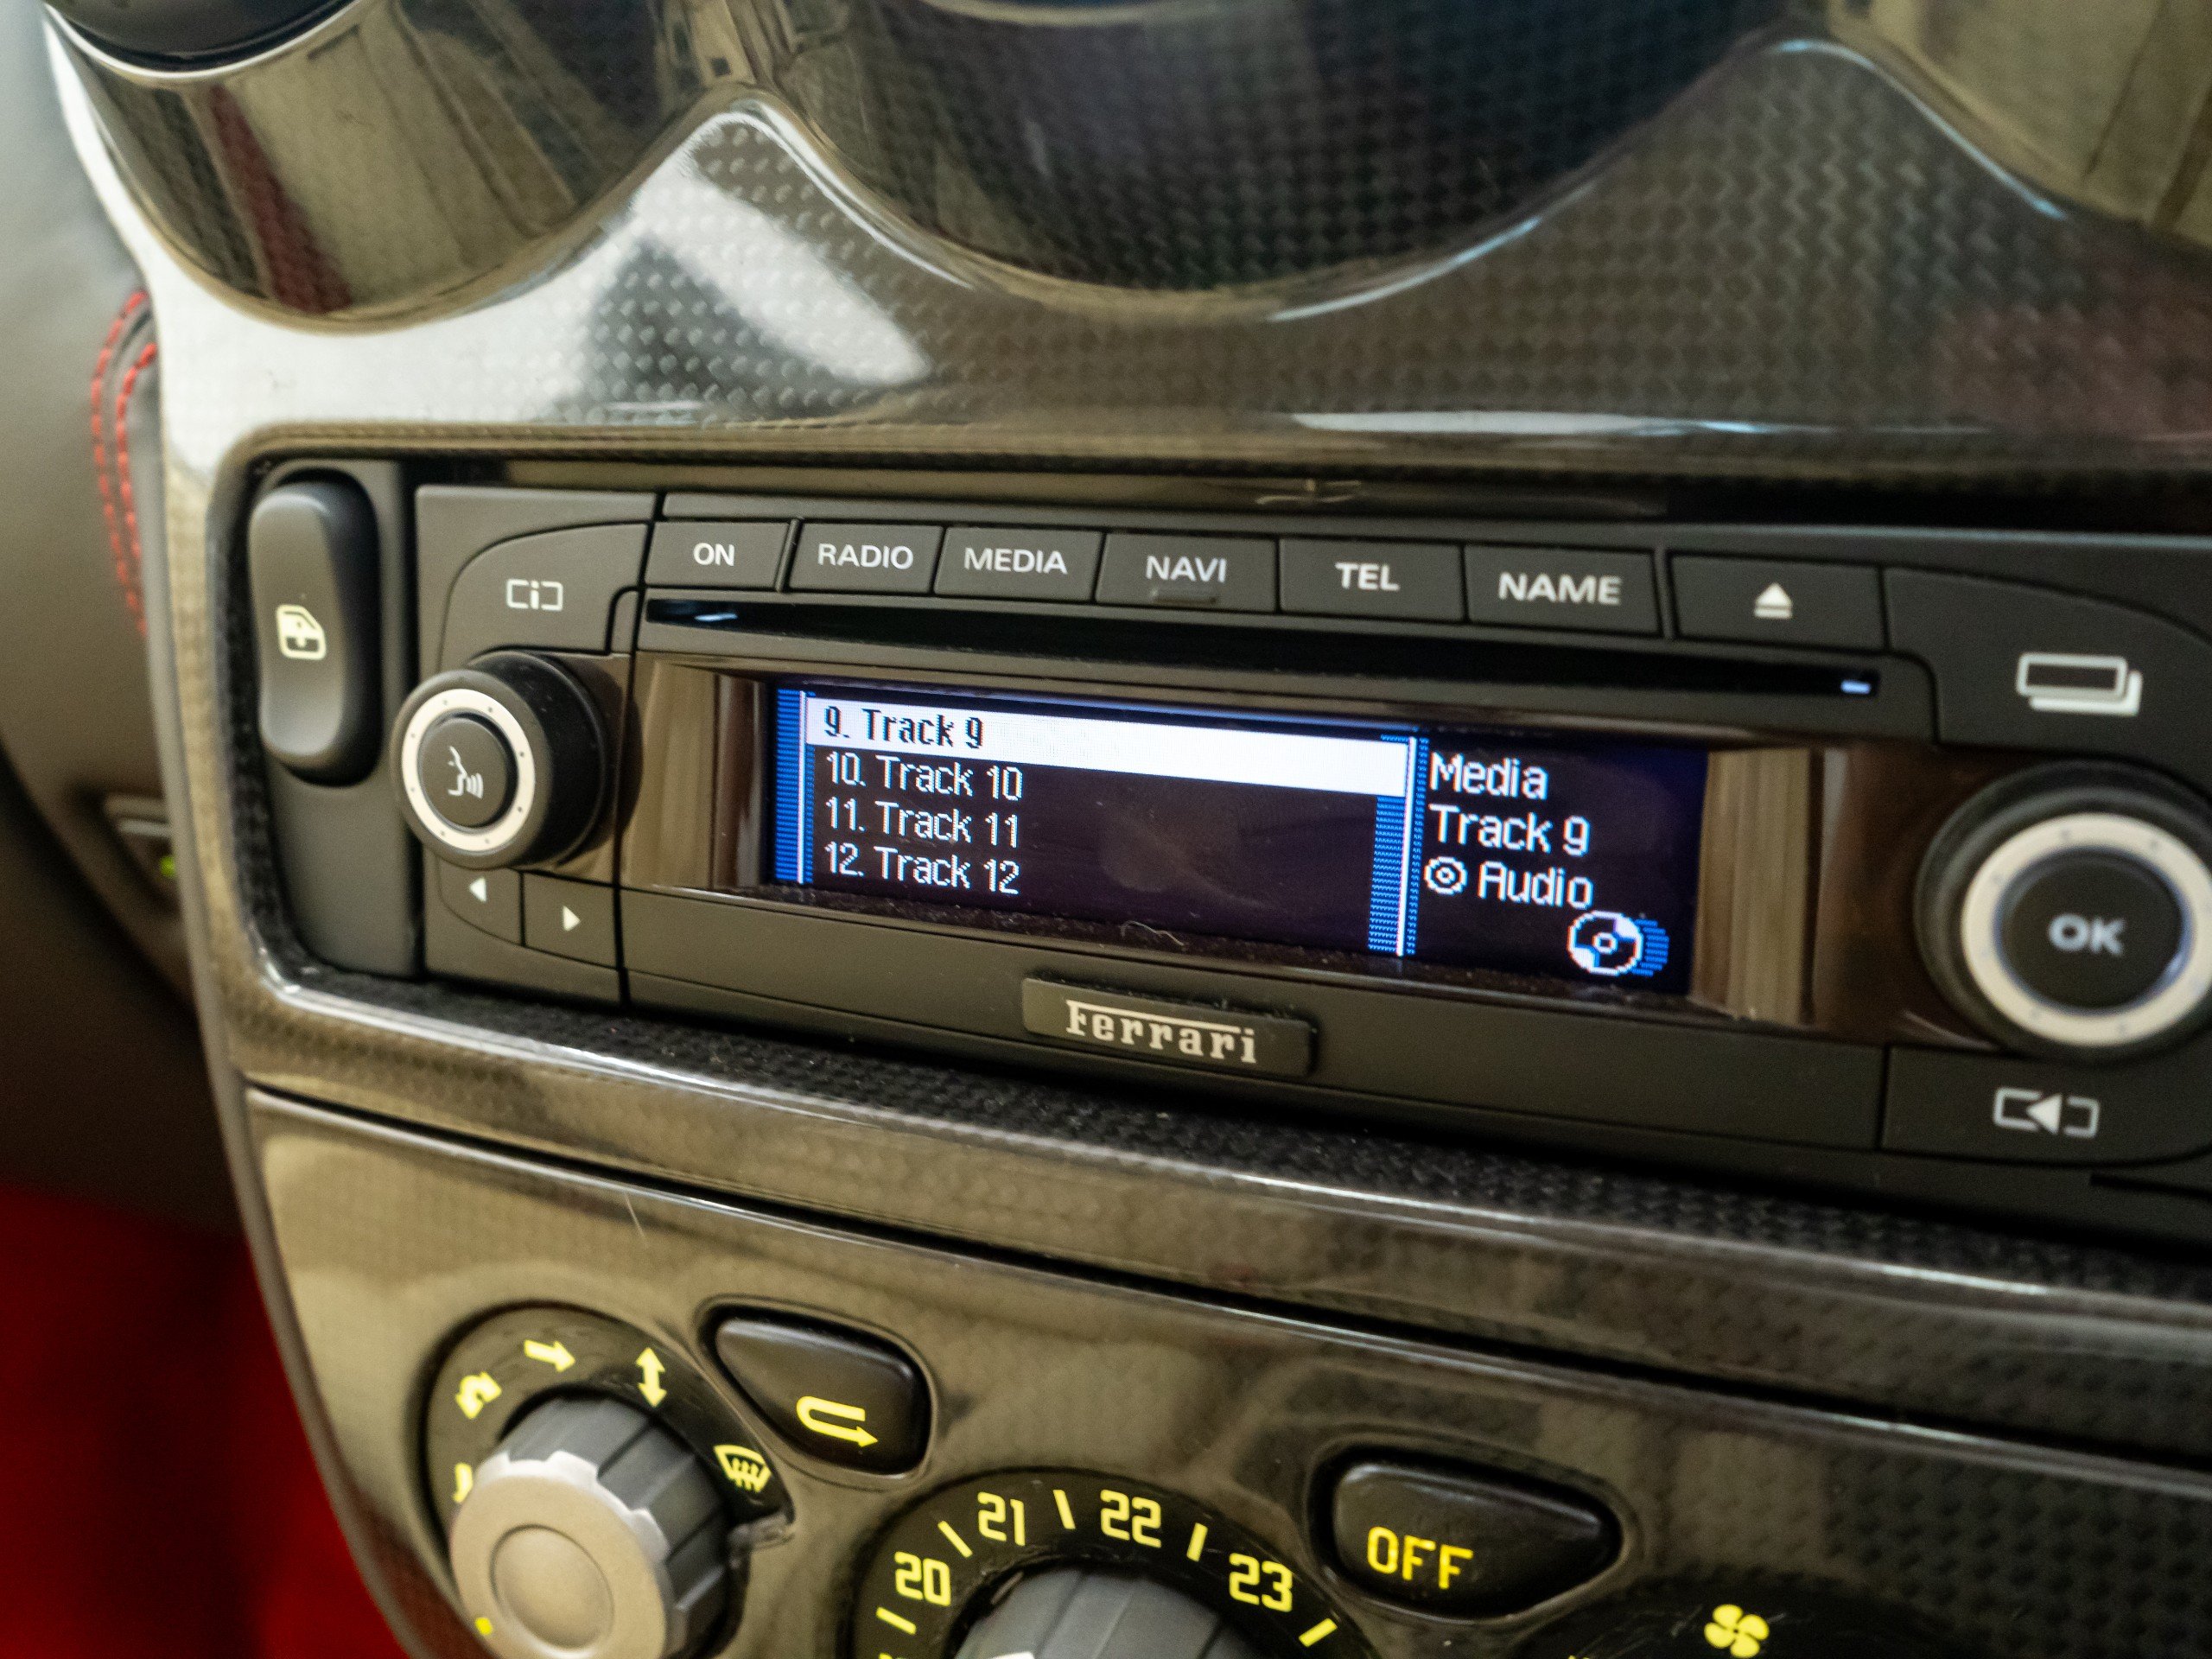 ON
RADIO
MEDIA
NAVI
TEL
NAME
9. Track 9
10. Track 10
11. Track 11
12. Track 12
Media
Track 9
Audio
OK
Ferrari
20
21
22
23
OFF